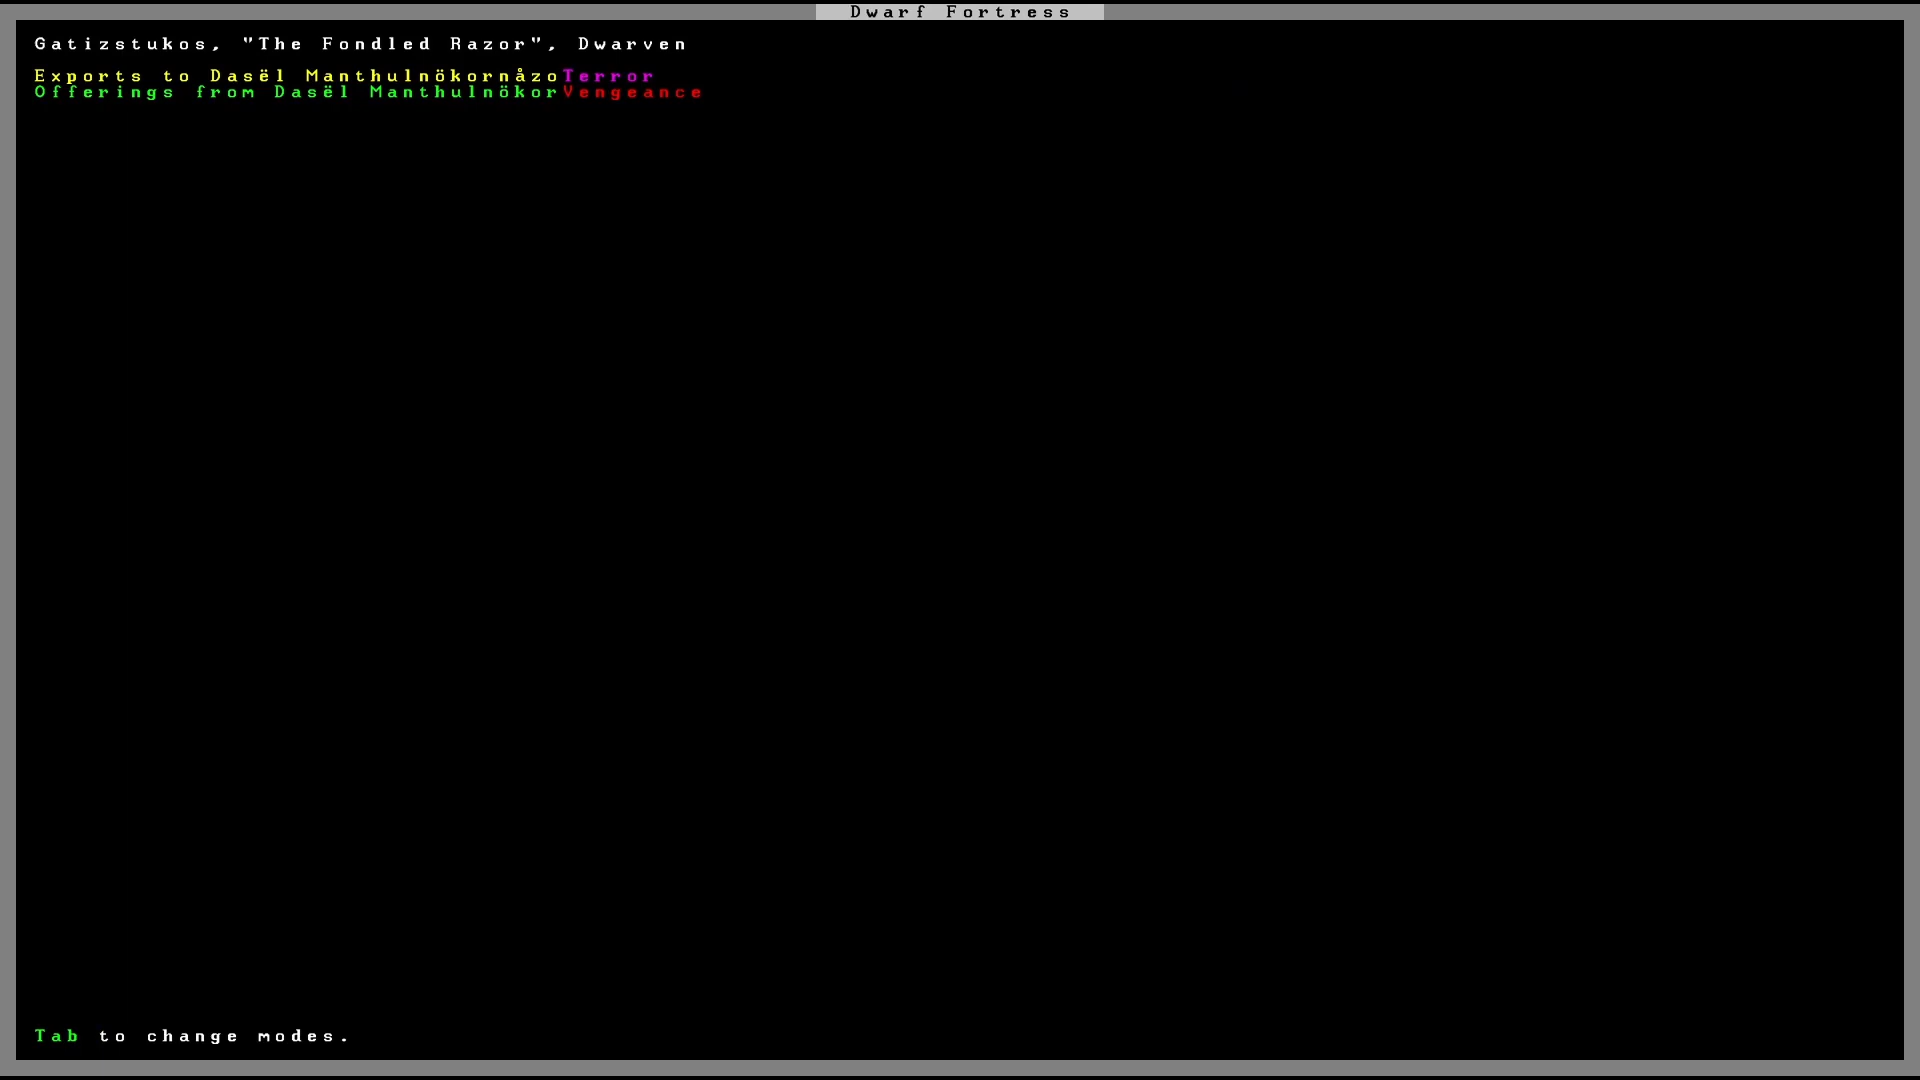 Dwarf Fortress
Gatizstukos, "The Fondled Razor", Dwarven
Exports to Dasël ManthulnökornåzoTerror
Offerings from Dasël ManthulnökorVengeance
Tab to change modes.